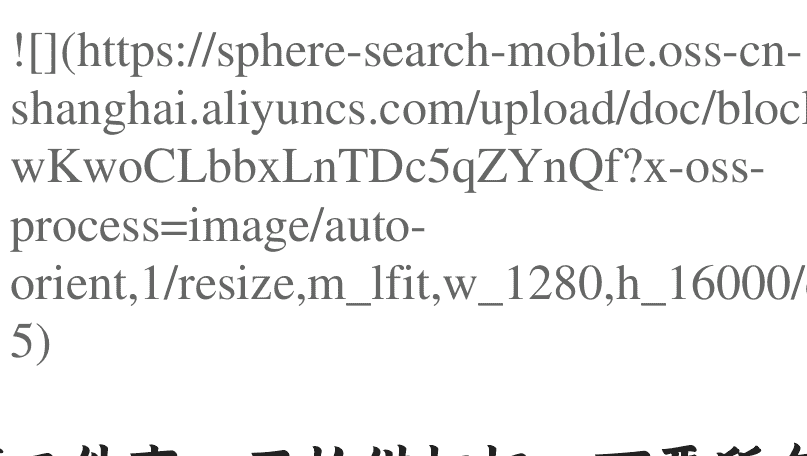 ![](https://sphere-search-mobile.oss-cn-
shanghai.aliyuncs.com/upload/doc/block
wKwoCLbbxLnTDc5qZYnQf?x-oss-
process=image/auto-
orient,1/resize,m_lfit,w_1280,h_16000/
5)